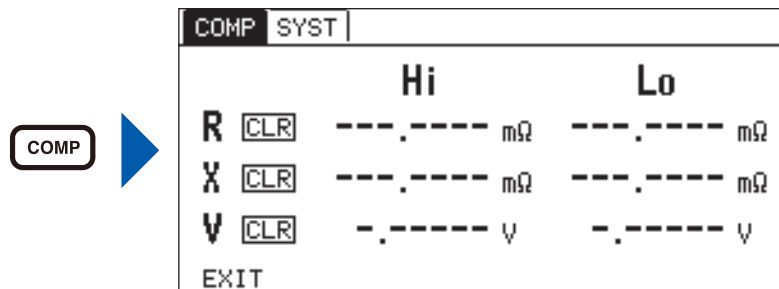 COMP SYST
Hi Lo
COMP
R CLR ---.---- mΩ ---.---- mΩ
X CLR ---.---- mΩ ---.---- mΩ
V CLR -.----- V -.----- V
EXIT